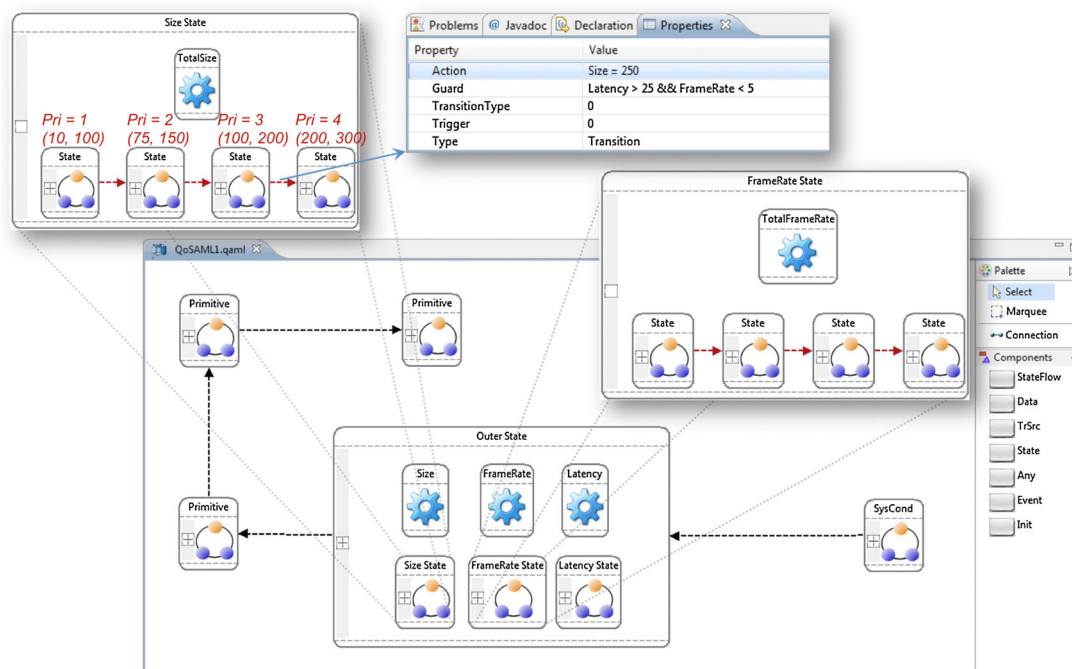 Size State
TotalSize
Pri = 1 Pri = 2 Pri = 3 Pri = 4
(10, 100) (75, 150) (100, 200) (200, 300)
State State State State
Problems @ Javadoc Declaration Properties
Property Value
Action Size = 250
Guard Latency > 25 && FrameRate < 5
TransitionType 0
Trigger 0
Type Transition
FrameRate State
TotalFrameRate
State State State State
QoSAML1.qaml
Primitive Primitive
Primitive
Outer State
Size FrameRate Latency
Size State FrameRate State Latency State
SysCond
Palette
Select
Marquee
Connection
Components
StateFlow
Data
TrSrc
State
Any
Event
Init